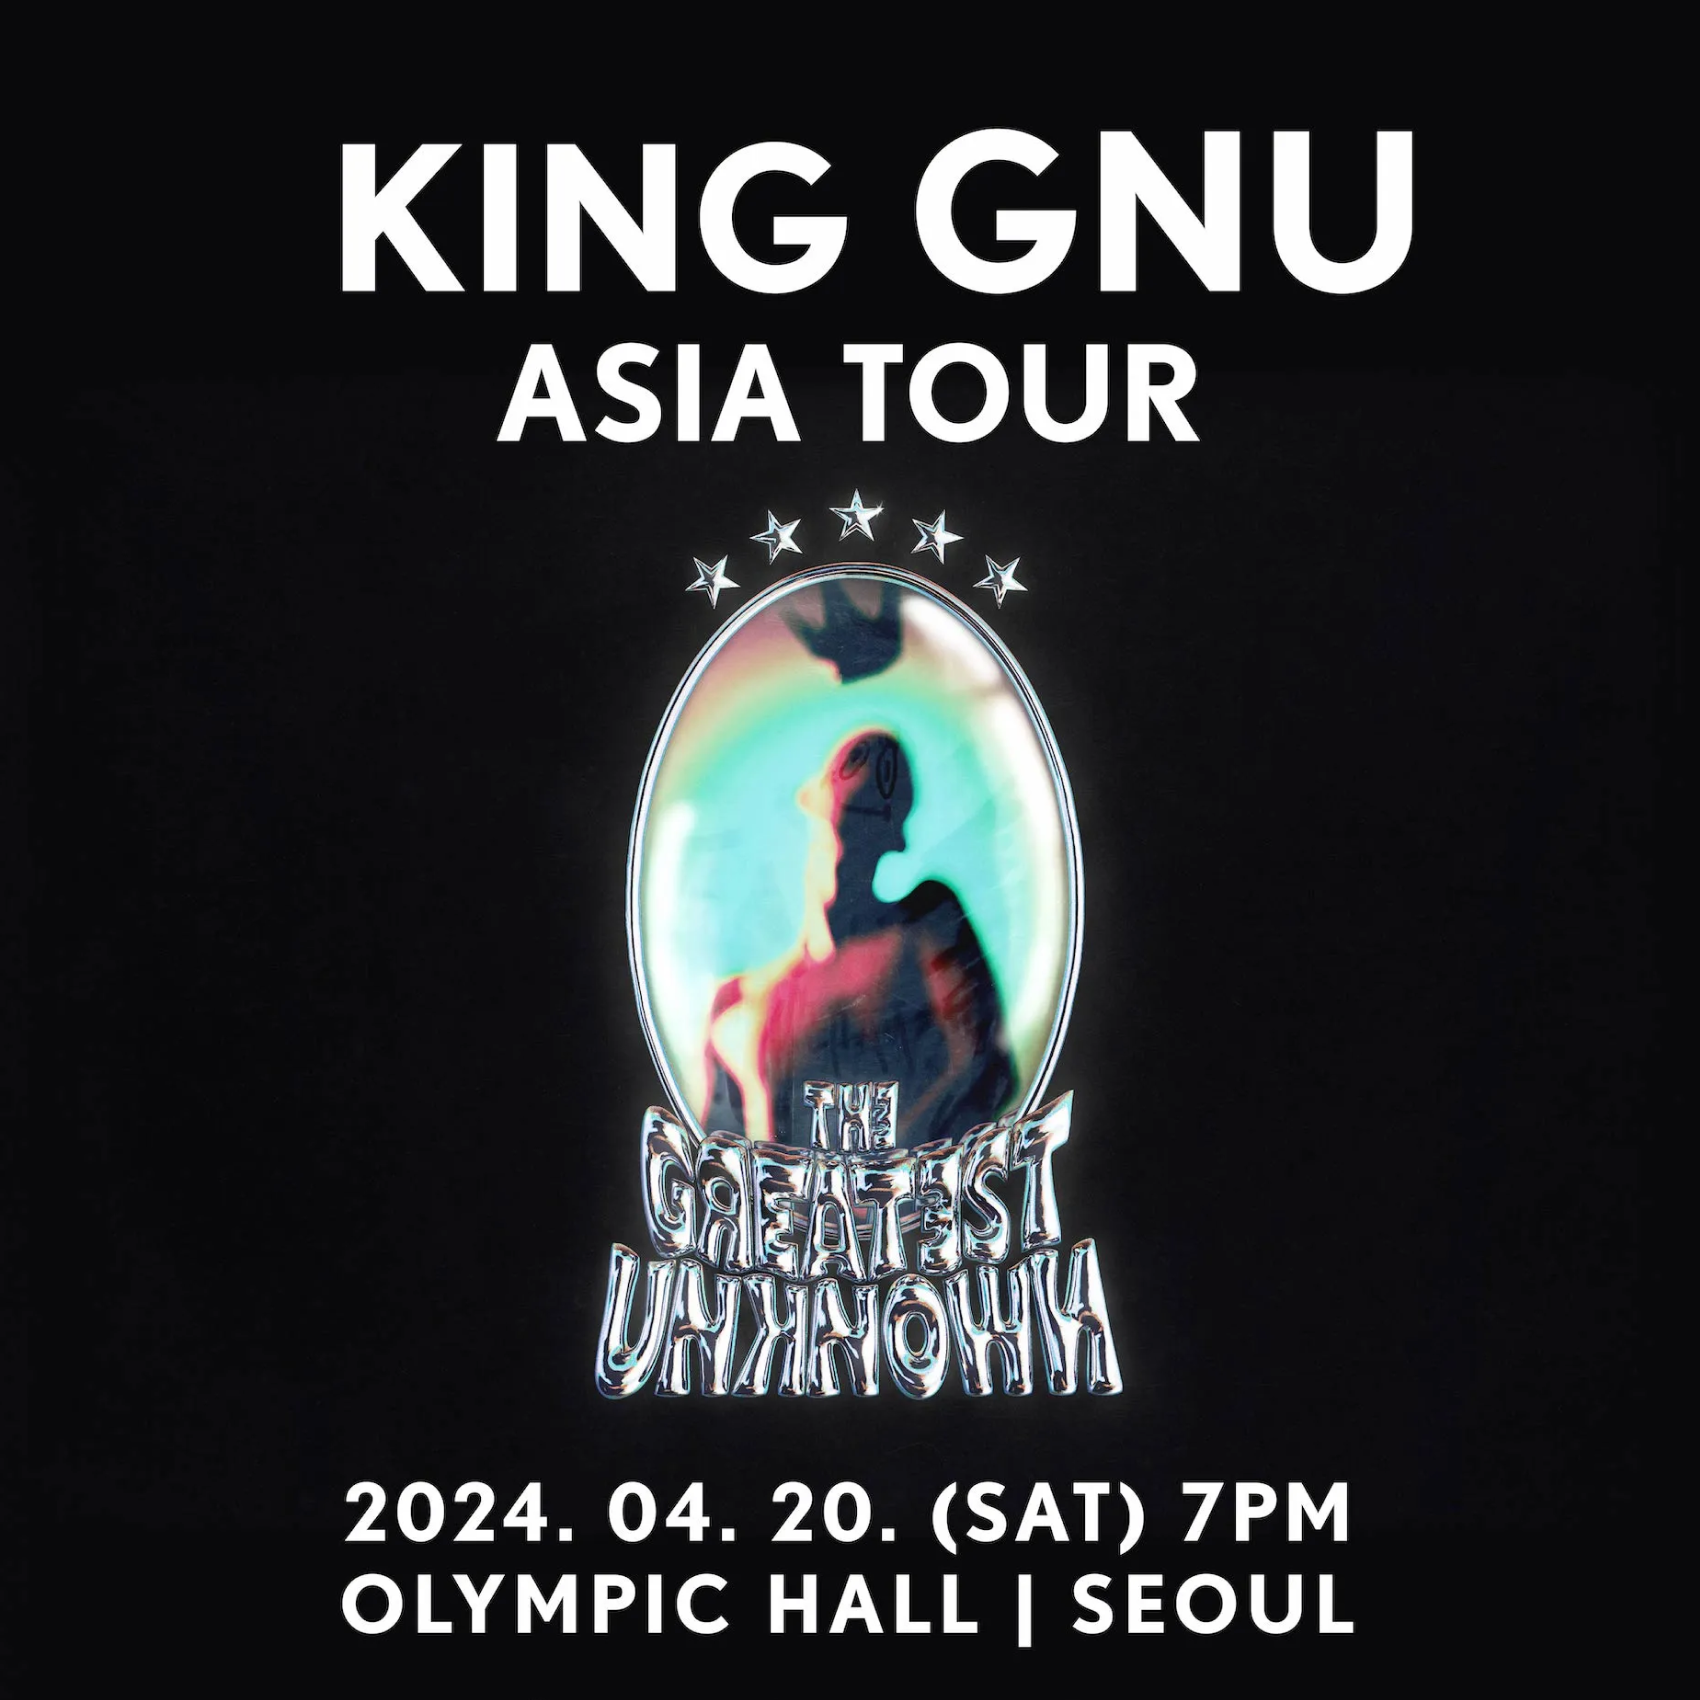 KING GNU
ASIA TOUR
THE
GREATEST
UNKNOWN
2024. 04. 20. (SAT) 7PM
OLYMPIC HALL | SEOUL